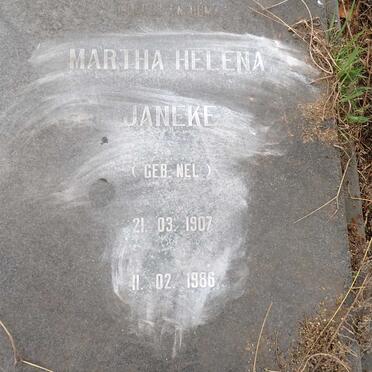 MARTHA HELENA
JANEKE
( GEB. NEL )
21. 03. 1907
11. 02. 1986